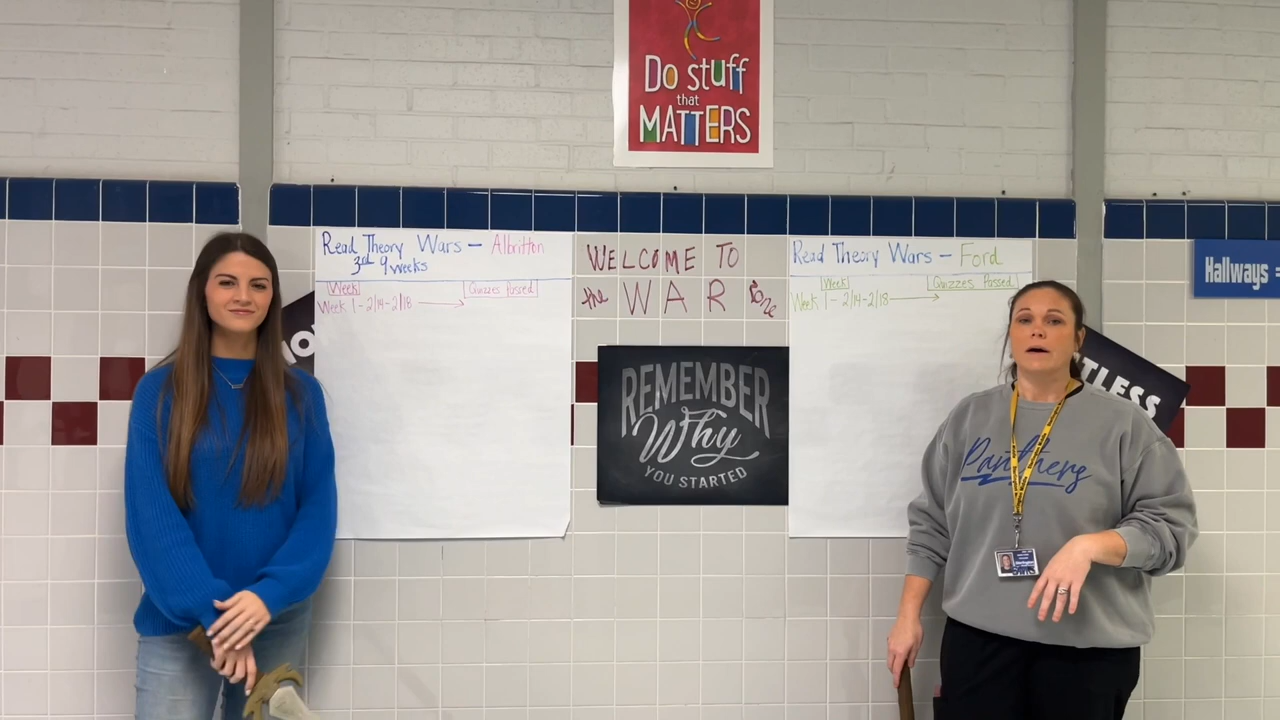 Do stuff
that
MATTERS
Read Theory Wars - Albritton
3rd 9 weeks
Week
Quizzes Passed
Week 1 - 2/14-2/18
WELCOME TO
the WAR Zone
Read Theory Wars - Ford
Week
Quizzes Passed
Week 1 - 2/14-2/18
REMEMBER
Why
YOU STARTED
Hallways =
Panthers